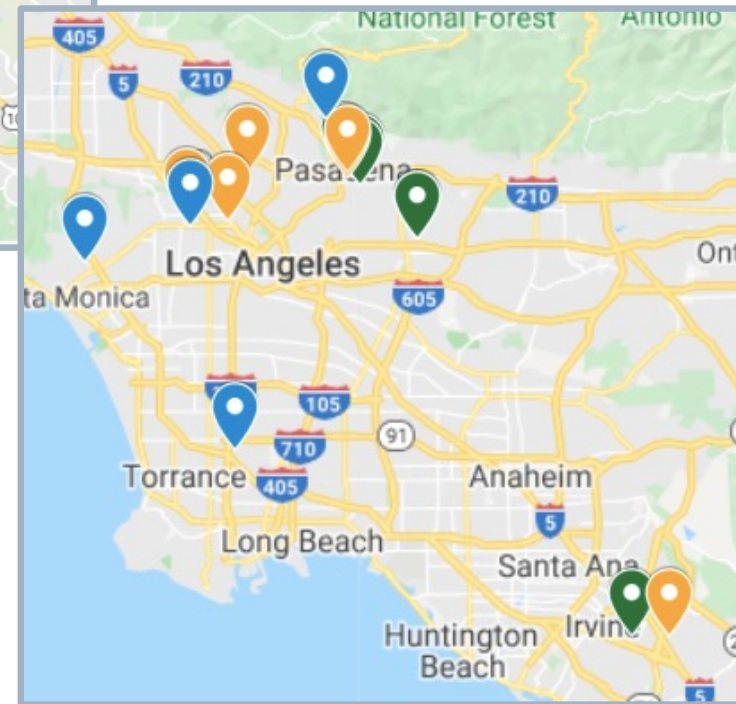 National Forest
Antonio
405
5
210
Pasadena
210
Los Angeles
Ont
ta Monica
605
105
91
710
Torrance
405
Anaheim
5
Long Beach
Santa Ana
Irvine
Huntington
Beach
5